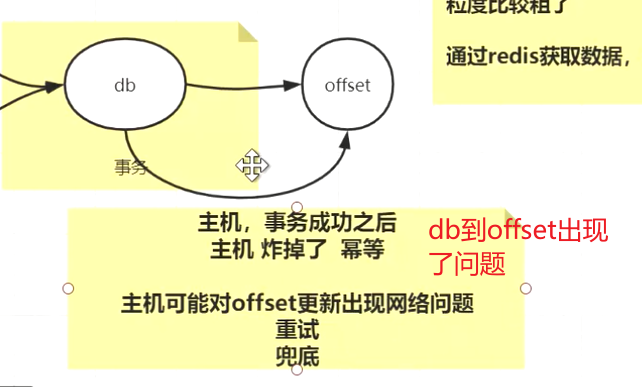 粒度比较粗了
通过redis获取数据，
db
offset
事务
主机，事务成功之后
主机 炸掉了 幂等
db到offset出现
了问题
主机可能对offset更新出现网络问题
重试
兜底